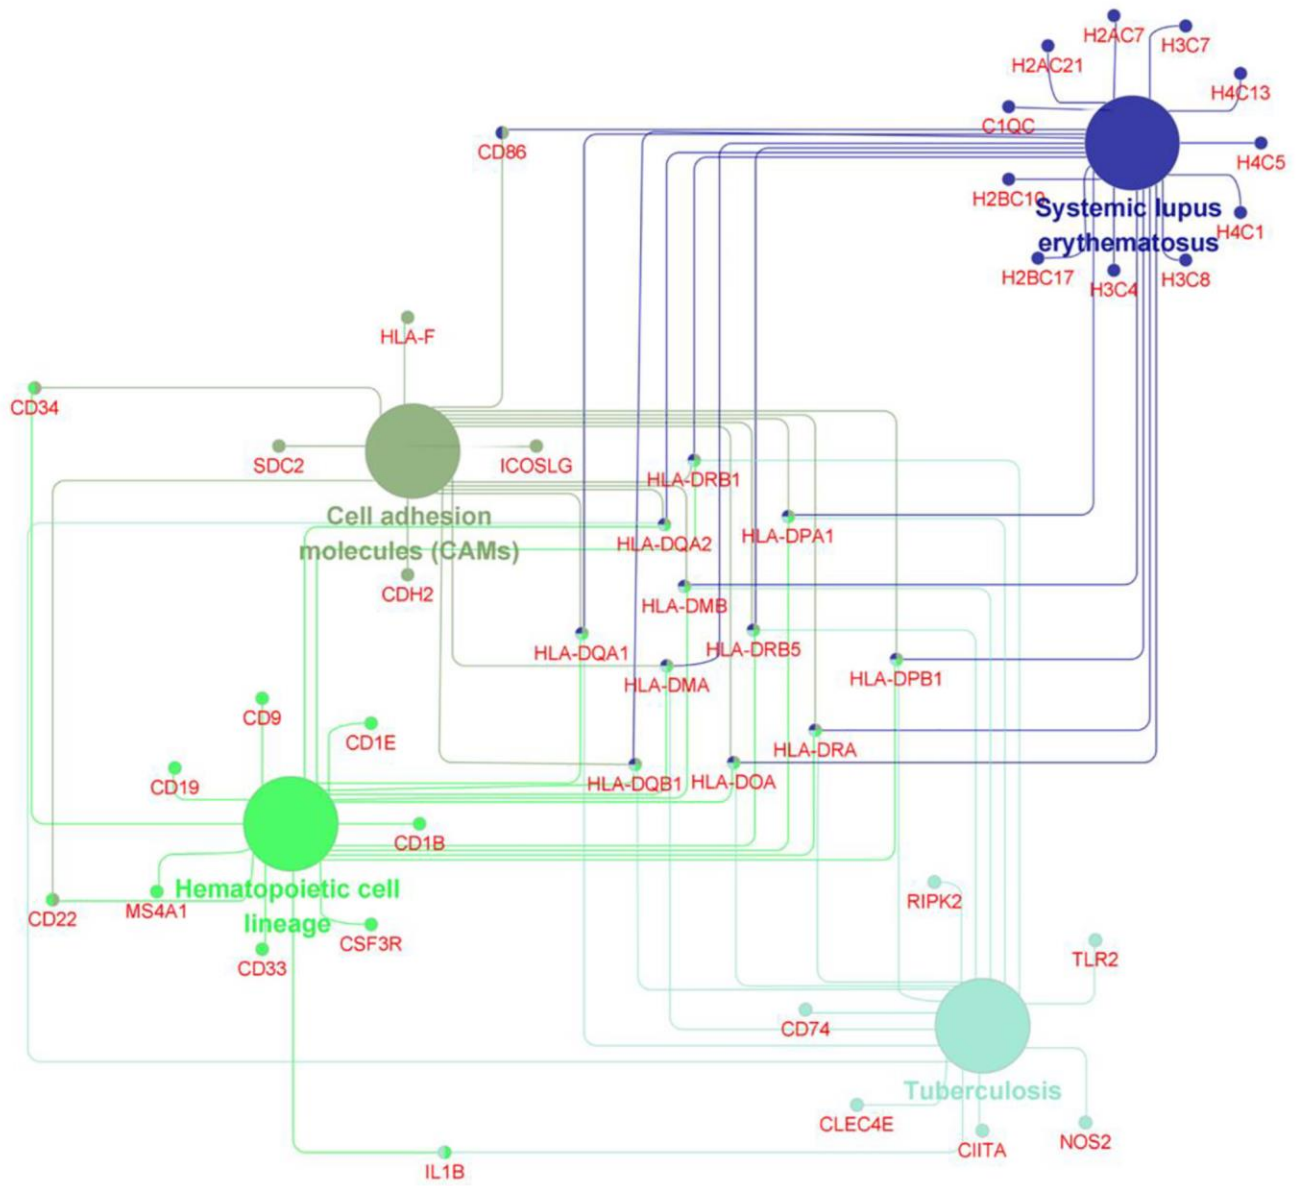 H2AC7
H3C7
H2AC21
H4C13
C1QC
CD86
H4C5
H2BC10
Systemic lupus
erythematosus
H4C1
H2BC17
H3C4
H3C8
HLA-F
CD34
SDC2
ICOSLG
HLA-DRB1
Cell adhesion
molecules (CAMs)
HLA-DQA2
HLA-DPA1
CDH2
HLA-DMB
HLA-DQA1
HLA-DRB5
HLA-DMA
HLA-DPB1
CD9
CD1E
HLA-DRA
CD19
HLA-DQB1
HLA-DOA
CD1B
Hematopoietic cell
lineage
MS4A1
CD22
RIPK2
CSF3R
CD33
TLR2
CD74
Tuberculosis
CLEC4E
CIITA
NOS2
IL1B